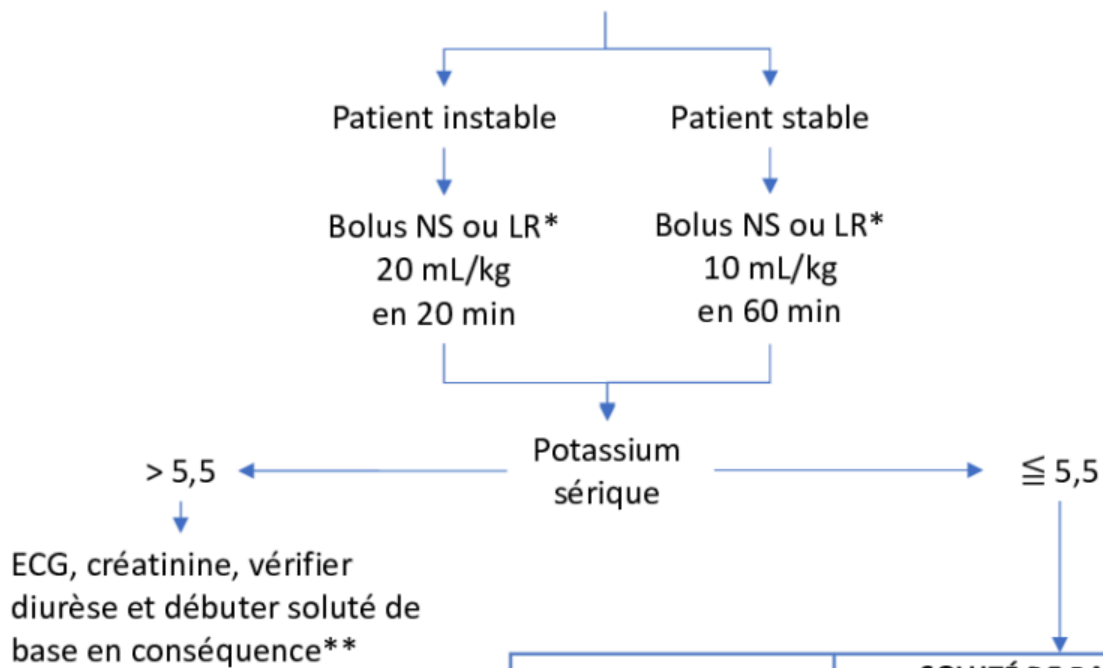 Patient instable
Patient stable
Bolus NS ou LR*
20 mL/kg
en 20 min
Bolus NS ou LR*
10 mL/kg
en 60 min
Potassium
sérique
> 5,5
≦ 5,5
ECG, créatinine, vérifier
diurèse et débuter soluté de
base en conséquence**